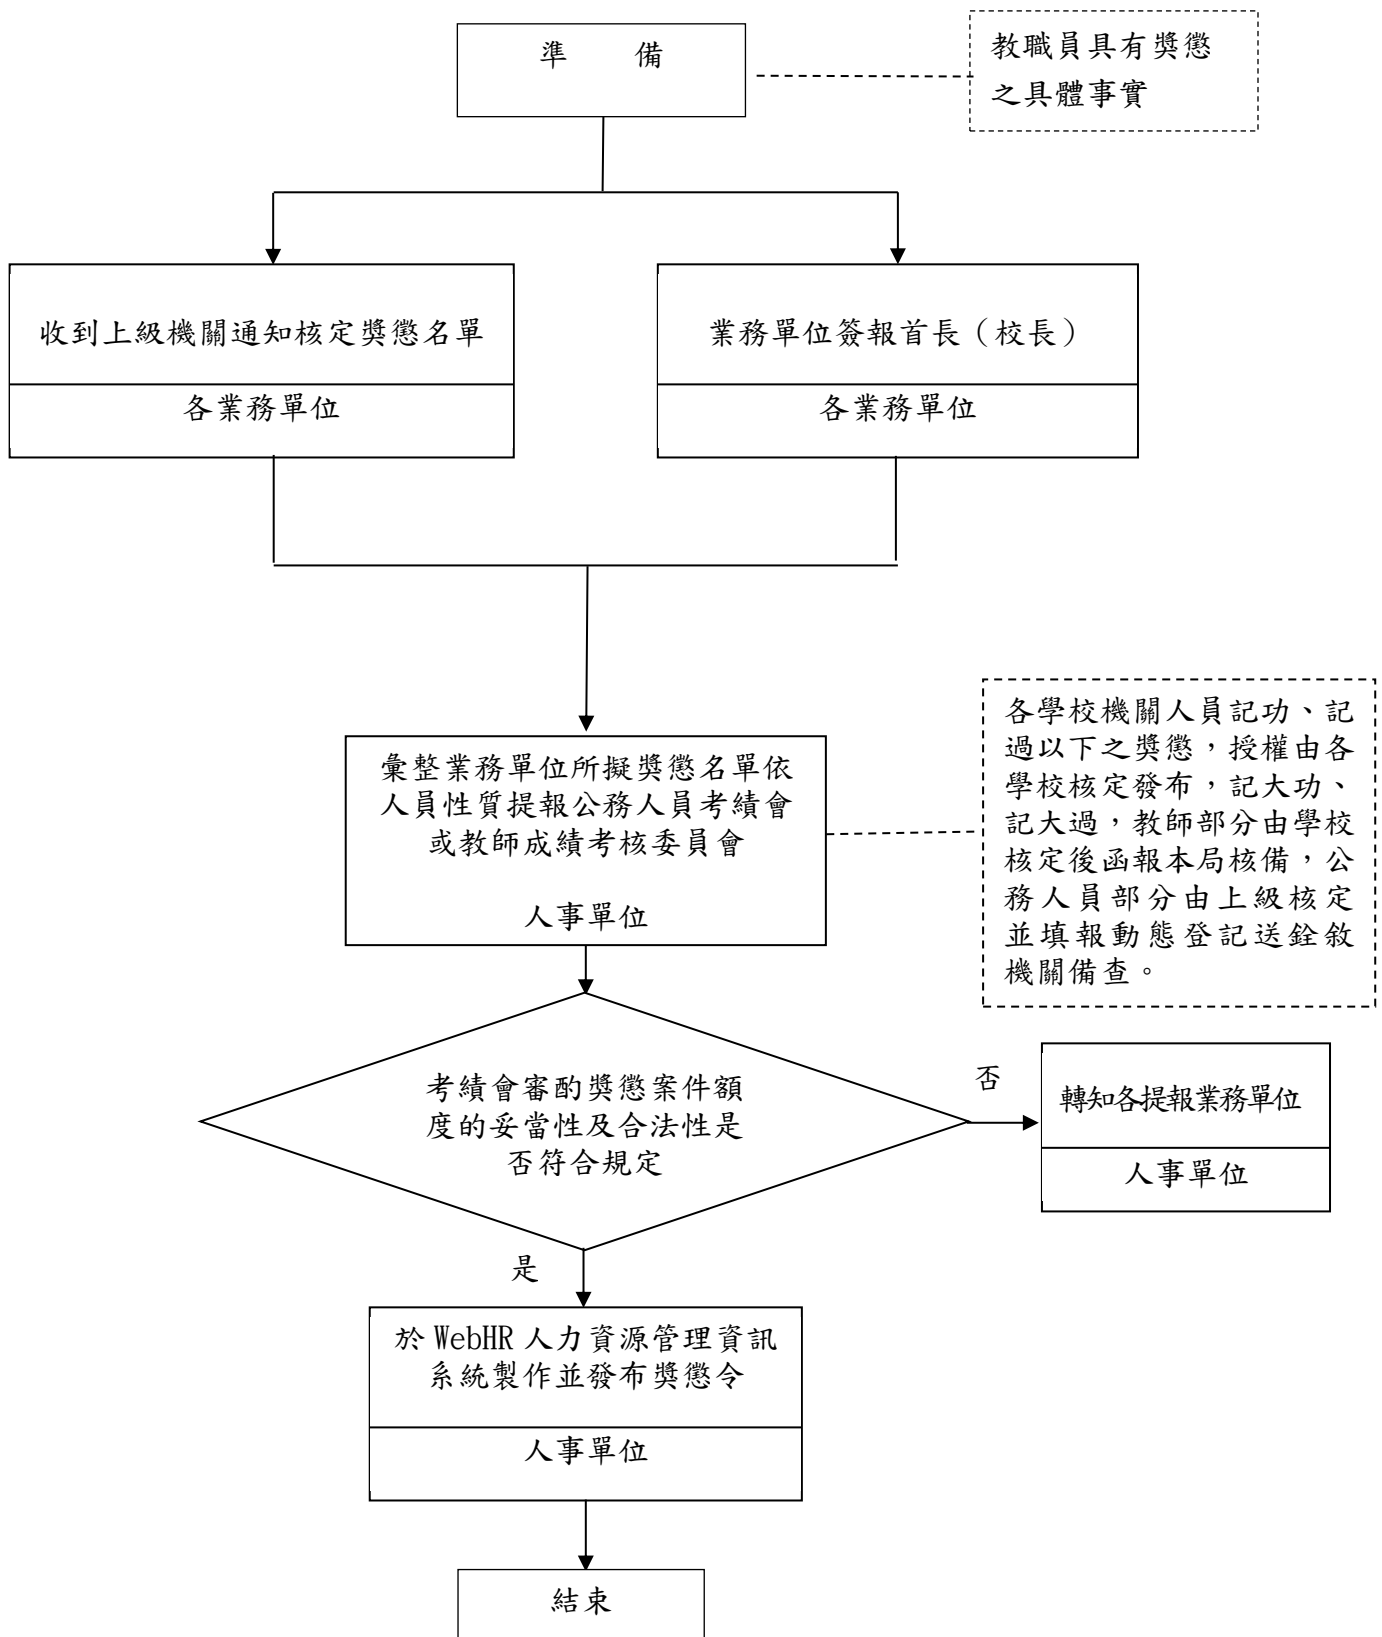 準　　備
教職員具有獎懲
之具體事實
收到上級機關通知核定獎懲名單
各業務單位
業務單位簽報首長（校長）
各業務單位
彙整業務單位所擬獎懲名單依
人員性質提報公務人員考績會
或教師成績考核委員會
人事單位
各學校機關人員記功、記
過以下之獎懲，授權由各
學校核定發布，記大功、
記大過，教師部分由學校
核定後函報本局核備，公
務人員部分由上級核定
並填報動態登記送銓敘
機關備查。
考績會審酌獎懲案件額
度的妥當性及合法性是
否符合規定
否
轉知各提報業務單位
人事單位
是
於 WebHR 人力資源管理資訊
系統製作並發布獎懲令
人事單位
結束